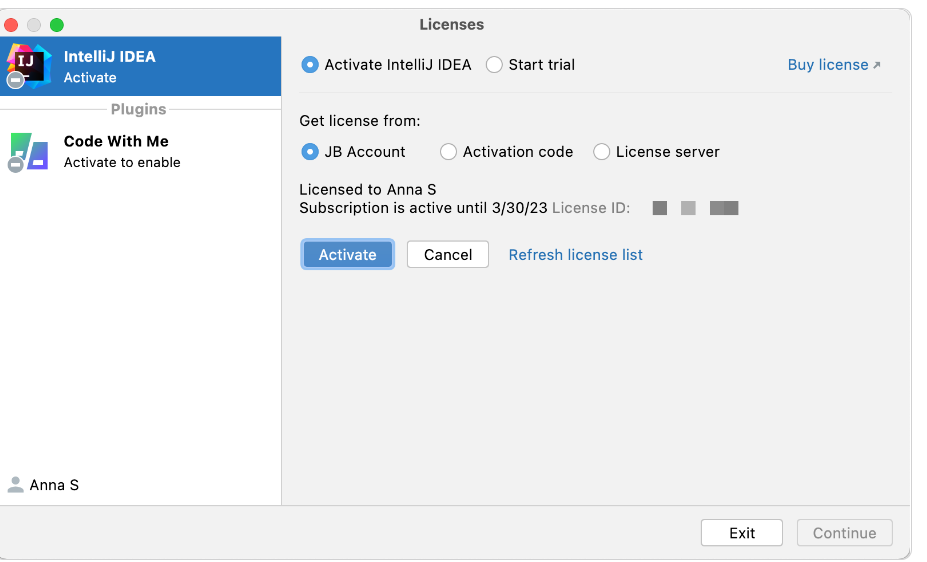 Licenses
IJ
IntelliJ IDEA
Activate
Plugins
Code With Me
Activate to enable
Anna S
Activate IntelliJ IDEA Start trial Buy license ↗
Get license from:
JB Account Activation code License server
Licensed to Anna S
Subscription is active until 3/30/23 License ID:
Activate Cancel Refresh license list
Exit Continue